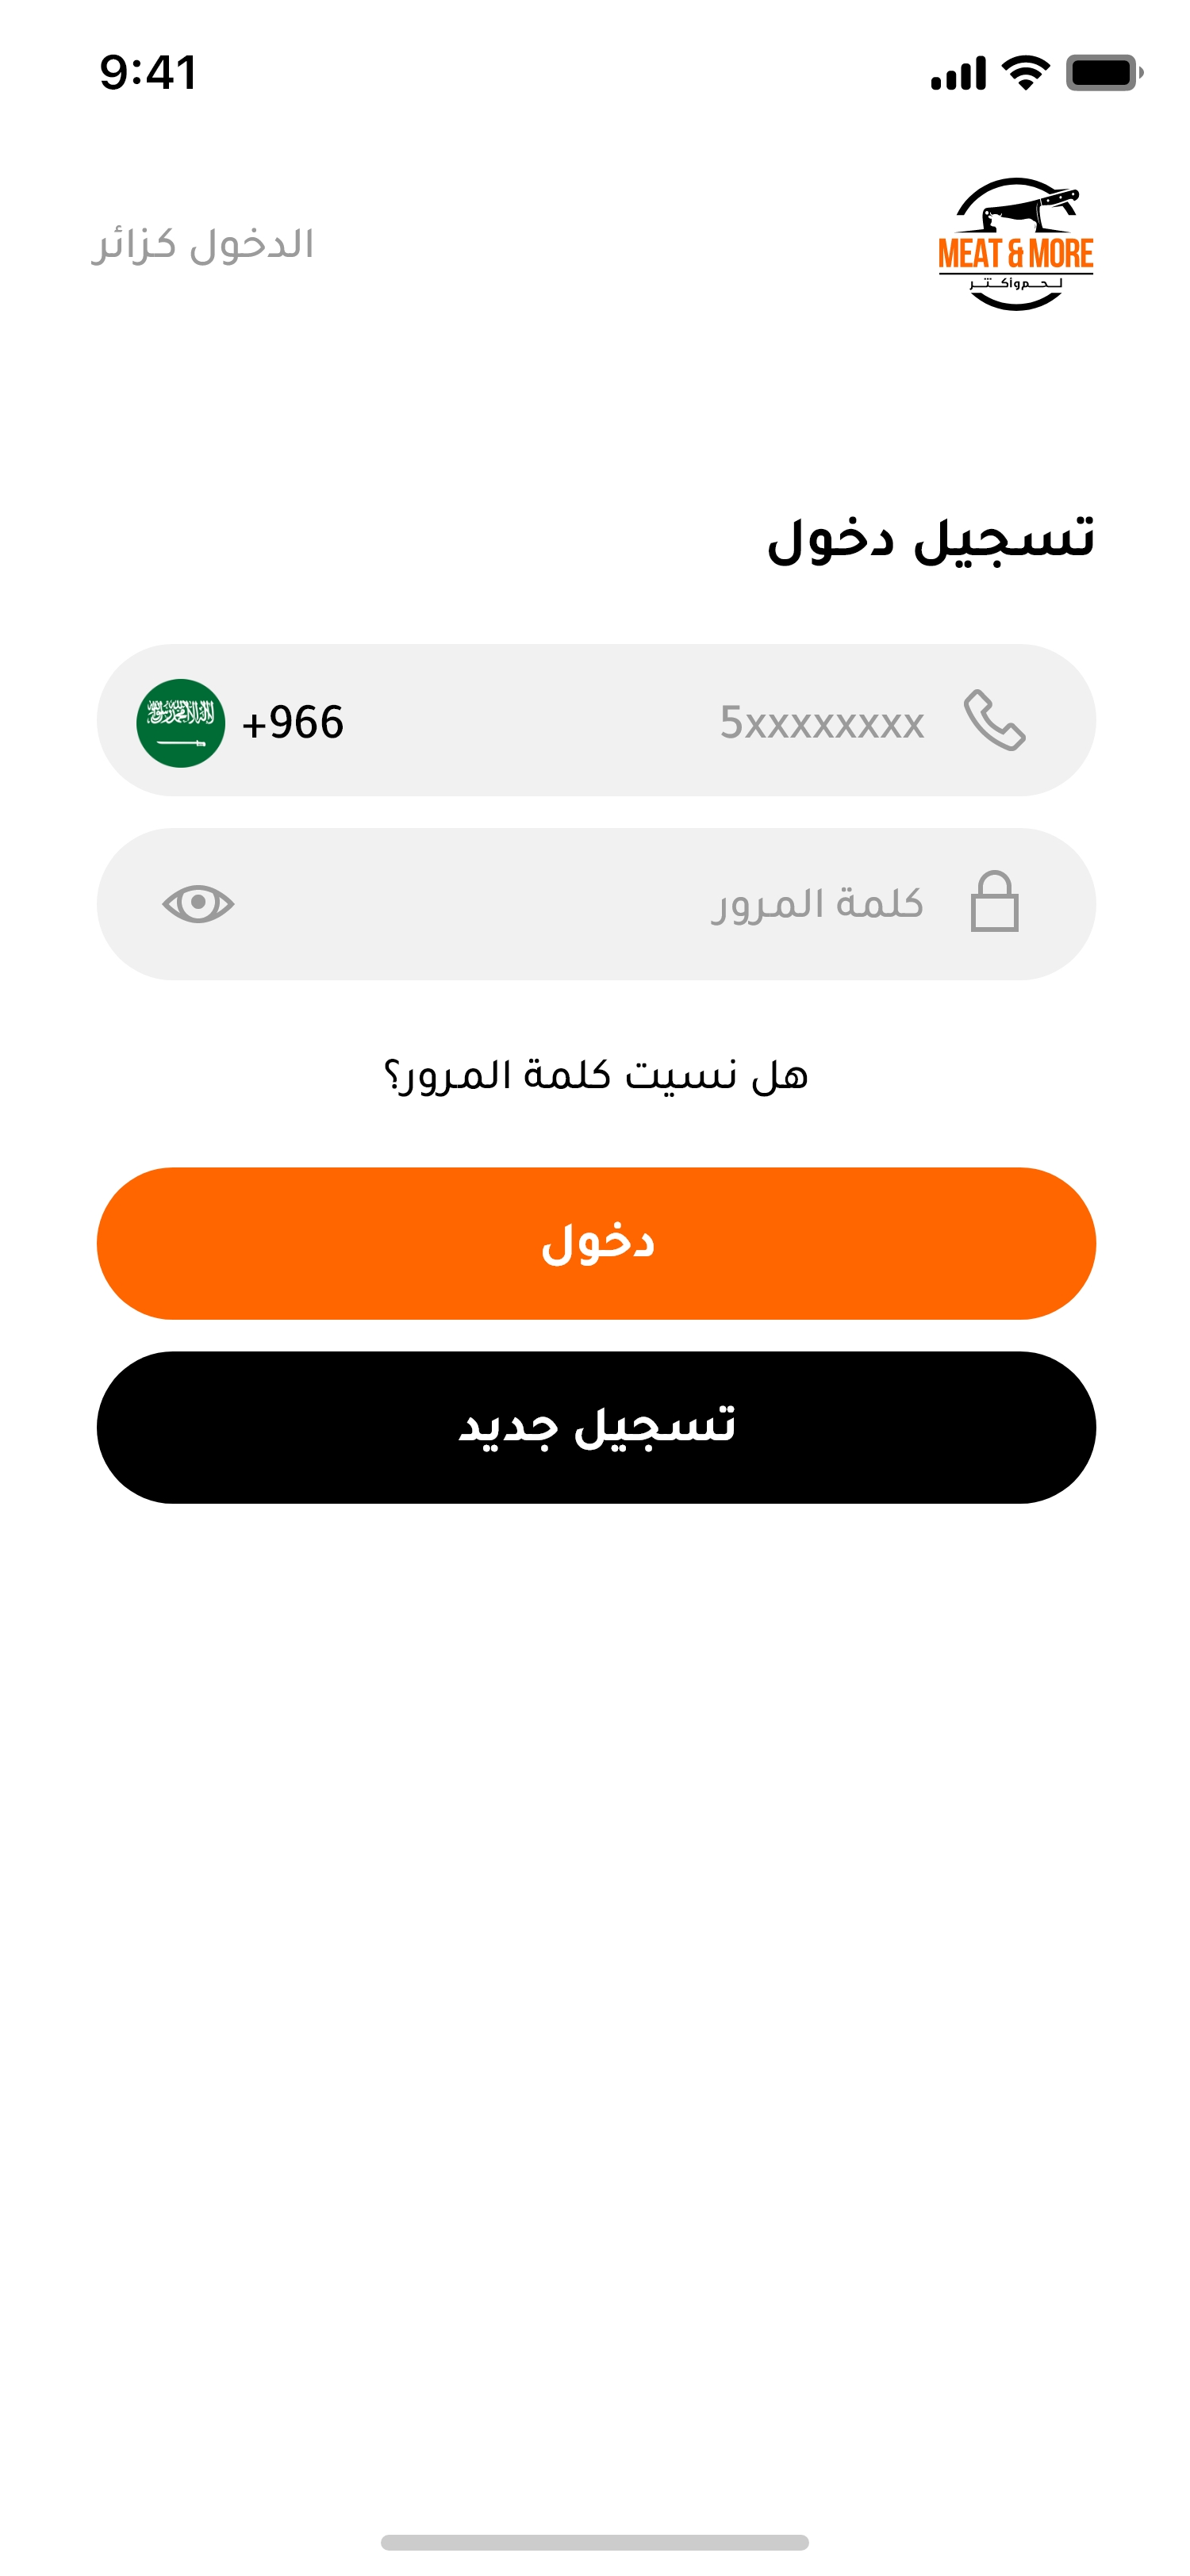 9:41
MEAT & MORE
لحم وأكثر
الدخول كزائر
تسجيل دخول
5xxxxxxxx
+966
كلمة المرور
هل نسيت كلمة المرور؟
دخول
تسجيل جديد